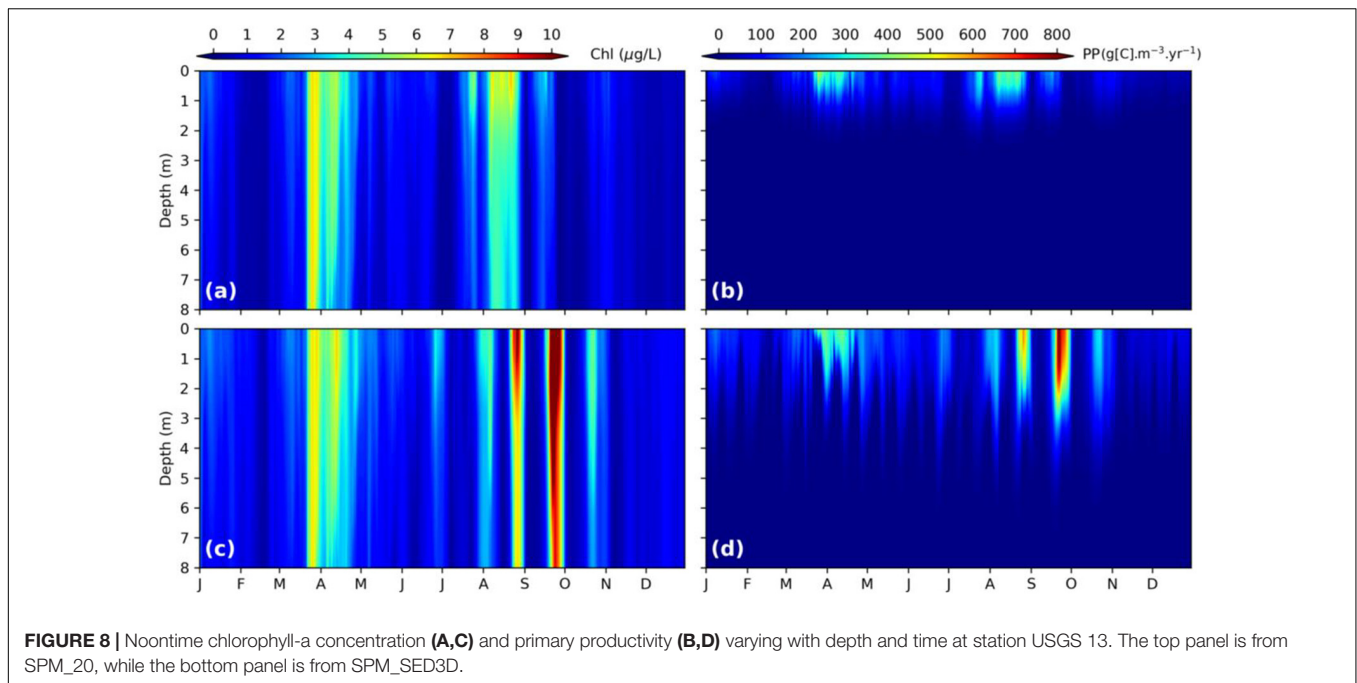 0 1 2 3 4 5 6 7 8 9 10 Chl (µg/L)
0 100 200 300 400 500 600 700 800 PP(g[C].m⁻³.yr⁻¹)
0
1
2
3
4
5
6
7
8
Depth (m)
(a)
(b)
0
1
2
3
4
5
6
7
8
Depth (m)
(c)
(d)
J F M A M J J A S O N D
J F M A M J J A S O N D
FIGURE 8 | Noontime chlorophyll-a concentration (A,C) and primary productivity (B,D) varying with depth and time at station USGS 13. The top panel is from
SPM_20, while the bottom panel is from SPM_SED3D.